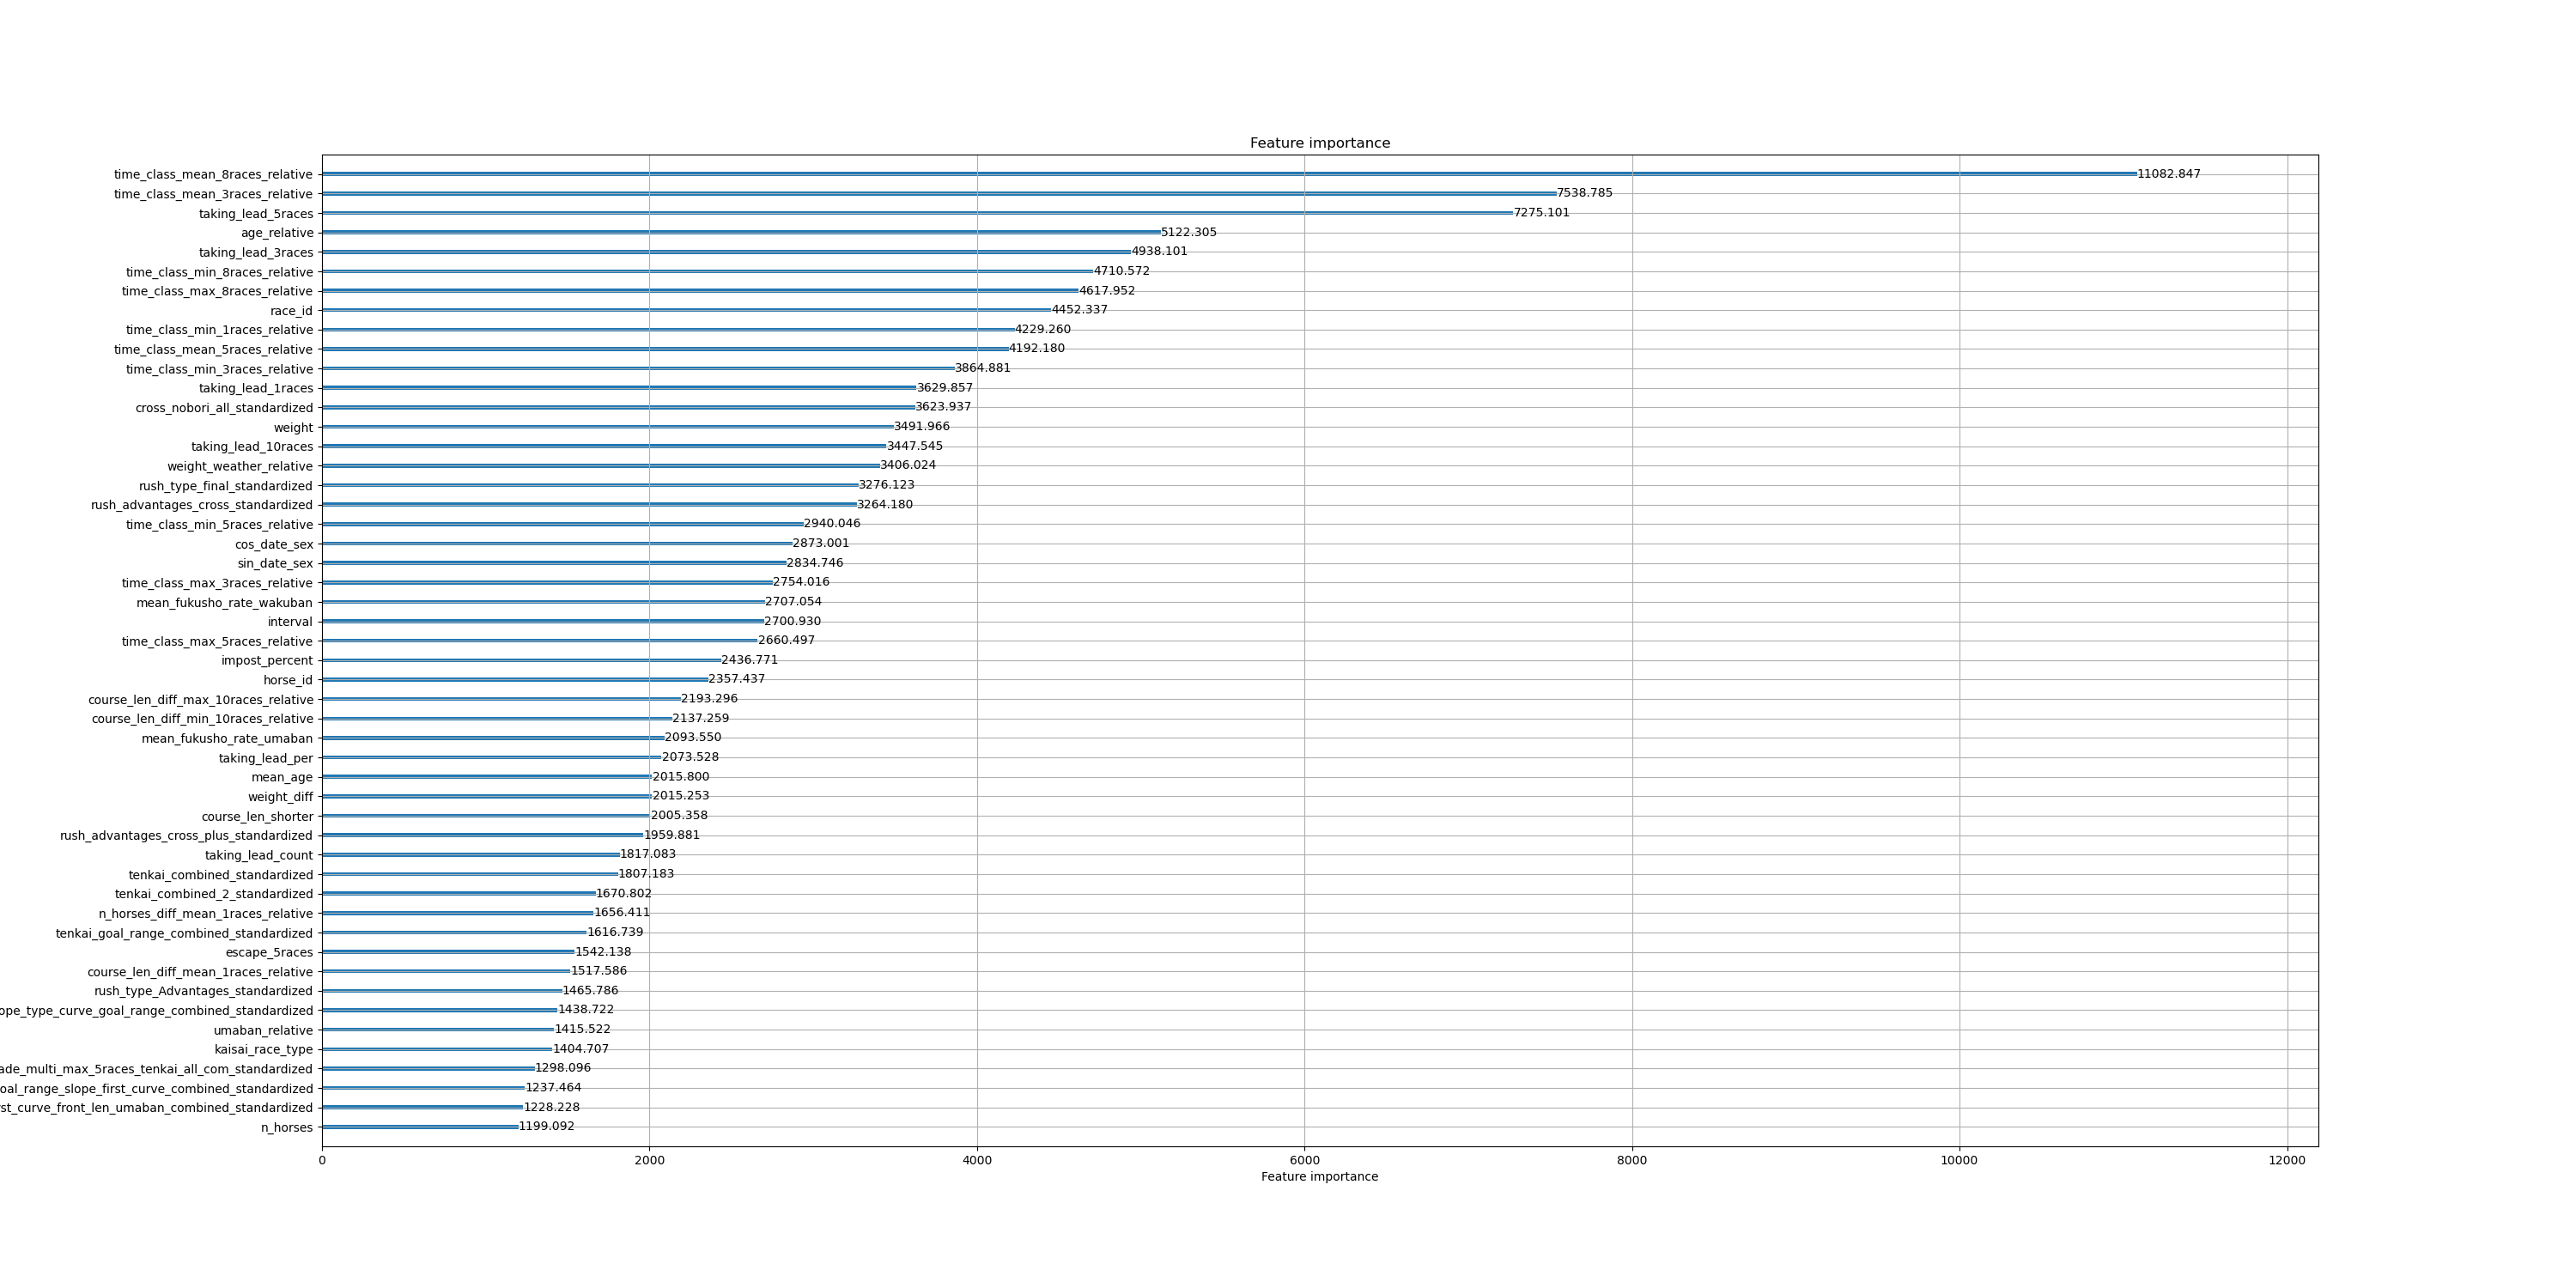 Feature importance
time_class_mean_8races_relative 11082.847
time_class_mean_3races_relative 7538.785
taking_lead_5races 7275.101
age_relative 5122.305
taking_lead_3races 4938.101
time_class_min_8races_relative 4710.572
time_class_max_8races_relative 4617.952
race_id 4452.337
time_class_min_1races_relative 4229.260
time_class_mean_5races_relative 4192.180
time_class_min_3races_relative 3864.881
taking_lead_1races 3629.857
cross_nobori_all_standardized 3623.937
weight 3491.966
taking_lead_10races 3447.545
weight_weather_relative 3406.024
rush_type_final_standardized 3276.123
rush_advantages_cross_standardized 3264.180
time_class_min_5races_relative 2940.046
cos_date_sex 2873.001
sin_date_sex 2834.746
time_class_max_3races_relative 2754.016
mean_fukusho_rate_wakuban 2707.054
interval 2700.930
time_class_max_5races_relative 2660.497
impost_percent 2436.771
horse_id 2357.437
course_len_diff_max_10races_relative 2193.296
course_len_diff_min_10races_relative 2137.259
mean_fukusho_rate_umaban 2093.550
taking_lead_per 2073.528
mean_age 2015.800
weight_diff 2015.253
course_len_shorter 2005.358
rush_advantages_cross_plus_standardized 1959.881
taking_lead_count 1817.083
tenkai_combined_standardized 1807.183
tenkai_combined_2_standardized 1670.802
n_horses_diff_mean_1races_relative 1656.411
tenkai_goal_range_combined_standardized 1616.739
escape_5races 1542.138
course_len_diff_mean_1races_relative 1517.586
rush_type_Advantages_standardized 1465.786
ope_type_curve_goal_range_combined_standardized 1438.722
umaban_relative 1415.522
kaisai_race_type 1404.707
ade_multi_max_5races_tenkai_all_com_standardized 1298.096
oal_range_slope_first_curve_combined_standardized 1237.464
rst_curve_front_len_umaban_combined_standardized 1228.228
n_horses 1199.092
0 2000 4000 6000 8000 10000 12000
Feature importance